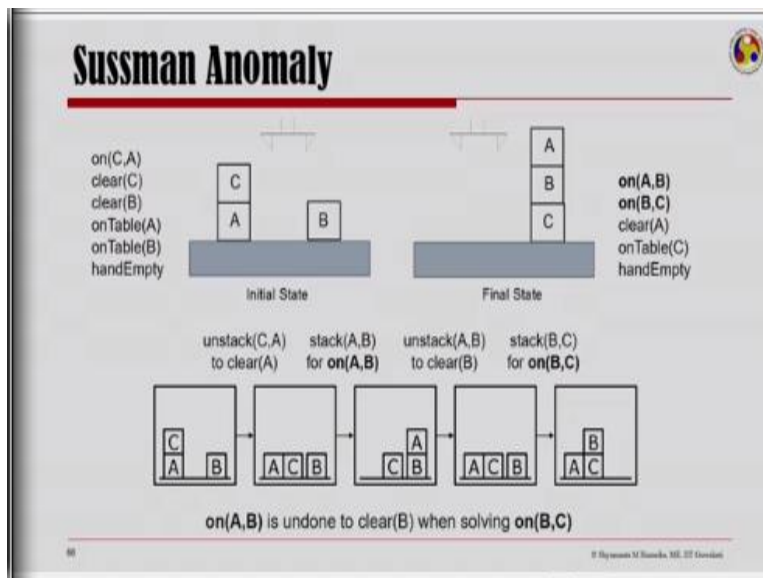 Sussman Anomaly
on(C,A)
clear(C)
clear(B)
onTable(A)
onTable(B)
handEmpty
C
A
B
Initial State
A
B
C
Final State
on(A,B)
on(B,C)
clear(A)
onTable(C)
handEmpty
unstack(C,A)
to clear(A)
stack(A,B)
for on(A,B)
unstack(A,B)
to clear(B)
stack(B,C)
for on(B,C)
C
A B
A C B
A
C B
A C B
B
A C
on(A,B) is undone to clear(B) when solving on(B,C)